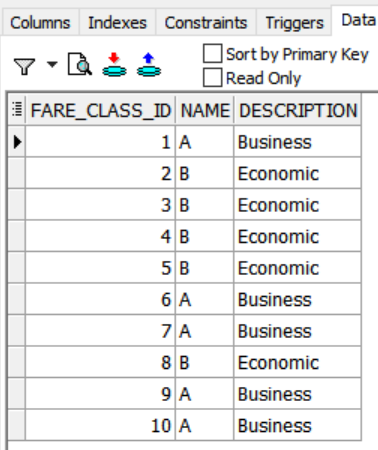 Columns Indexes Constraints Triggers Data
Sort by Primary Key
Read Only
FARE_CLASS_ID NAME DESCRIPTION
1 A Business
2 B Economic
3 B Economic
4 B Economic
5 B Economic
6 A Business
7 A Business
8 B Economic
9 A Business
10 A Business